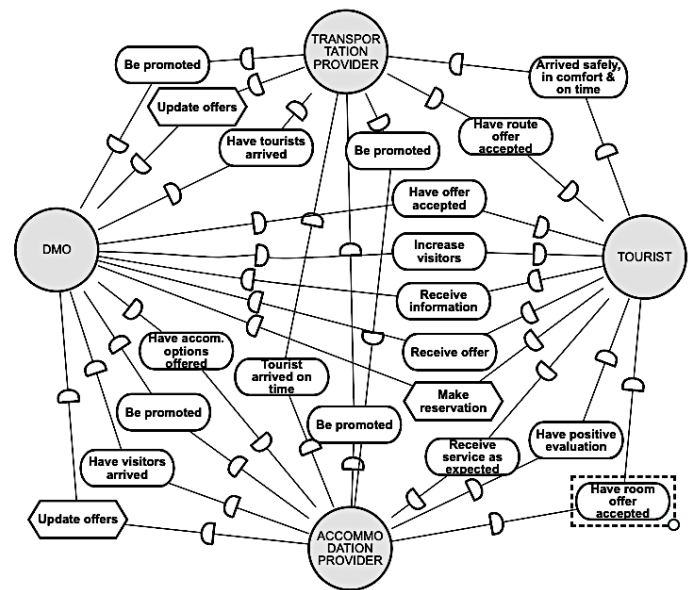 TRANSPOR
TATION
PROVIDER
Be promoted
Arrived safely,
in comfort &
on time
Update offers
Have tourists
arrived
Be promoted
Have route
offer
accepted
Have offer
accepted
DMO
Increase
visitors
TOURIST
Receive
information
Have accom.
options
offered
Receive offer
Tourist
arrived on
time
Make
reservation
Be promoted
Be promoted
Have visitors
arrived
Receive
service as
expected
Have positive
evaluation
Update offers
Have room
offer
accepted
ACCOMMO
DATION
PROVIDER